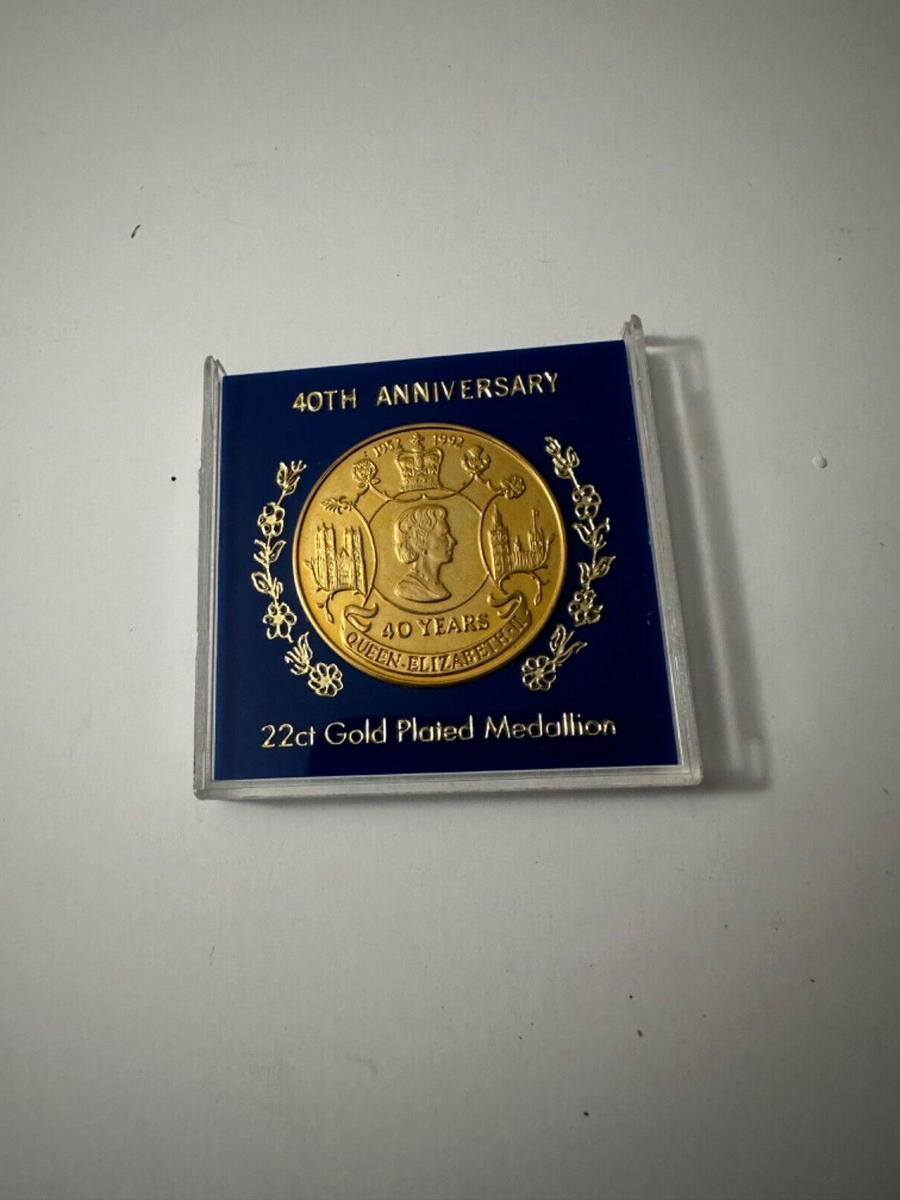 40TH ANNIVERSARY
1952 1992
40 YEARS
QUEEN·ELIZABETH·II
22ct Gold Plated Medallion